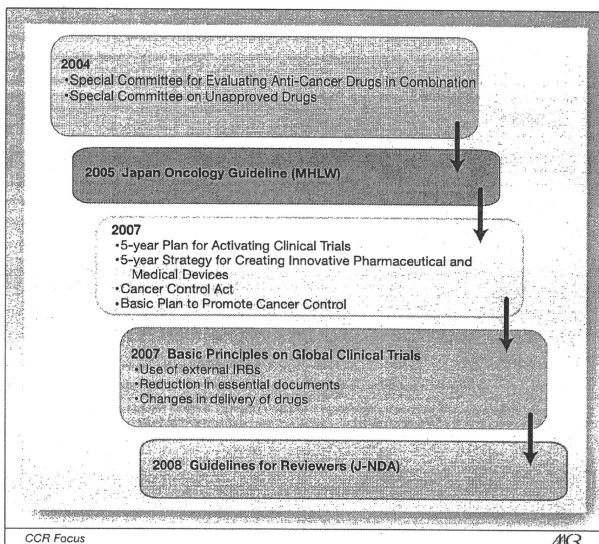 2004
•Special Committee for Evaluating Anti-Cancer Drugs in Combination
•Special Committee on Unapproved Drugs
2005 Japan Oncology Guideline (MHLW)
2007
•5-year Plan for Activating Clinical Trials
•5-year Strategy for Creating Innovative Pharmaceutical and
Medical Devices
•Cancer Control Act
•Basic Plan to Promote Cancer Control
2007 Basic Principles on Global Clinical Trials
•Use of external IRBs
•Reduction in essential documents
•Changes in delivery of drugs
2008 Guidelines for Reviewers (J-NDA)
CCR Focus
AACR